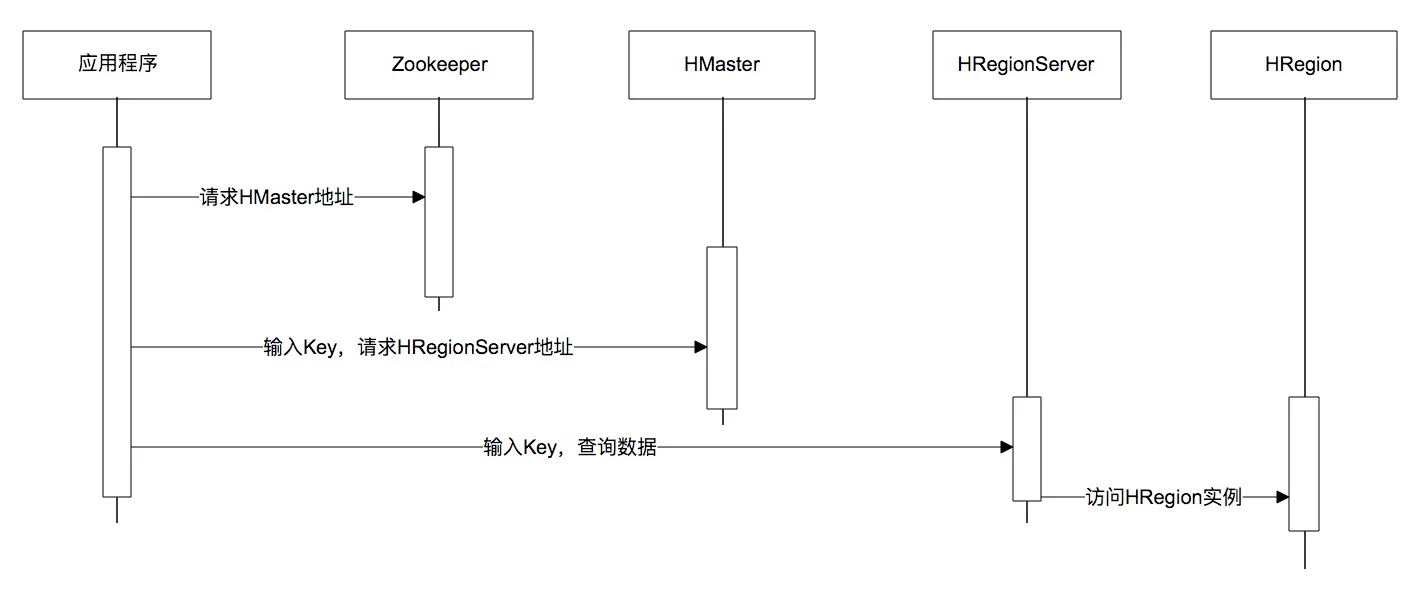 应用程序
Zookeeper
HMaster
HRegionServer
HRegion
请求HMaster地址
输入Key，请求HRegionServer地址
输入Key，查询数据
访问HRegion实例